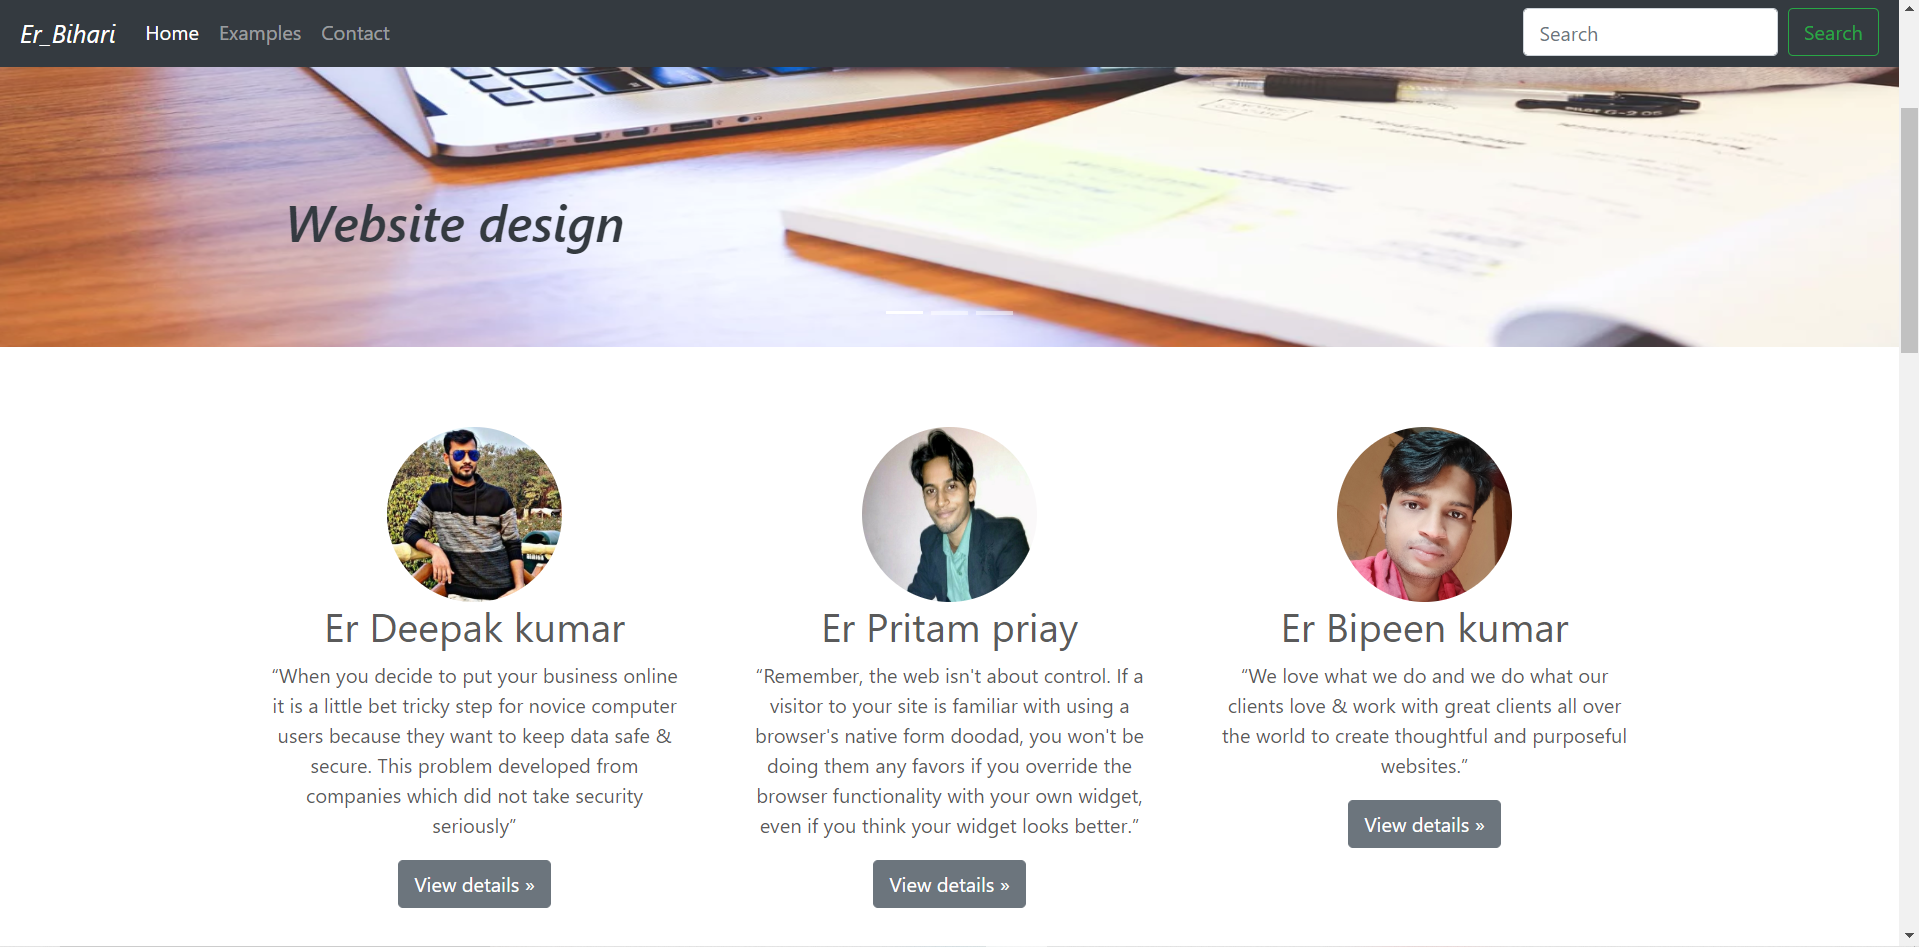 Er_Bihari Home Examples Contact Search Search
PILOT G-2 05
Website design
Er Deepak kumar
“When you decide to put your business online
it is a little bet tricky step for novice computer
users because they want to keep data safe &
secure. This problem developed from
companies which did not take security
seriously”
View details »
Er Pritam priay
“Remember, the web isn't about control. If a
visitor to your site is familiar with using a
browser's native form doodad, you won't be
doing them any favors if you override the
browser functionality with your own widget,
even if you think your widget looks better.”
View details »
Er Bipeen kumar
“We love what we do and we do what our
clients love & work with great clients all over
the world to create thoughtful and purposeful
websites.”
View details »